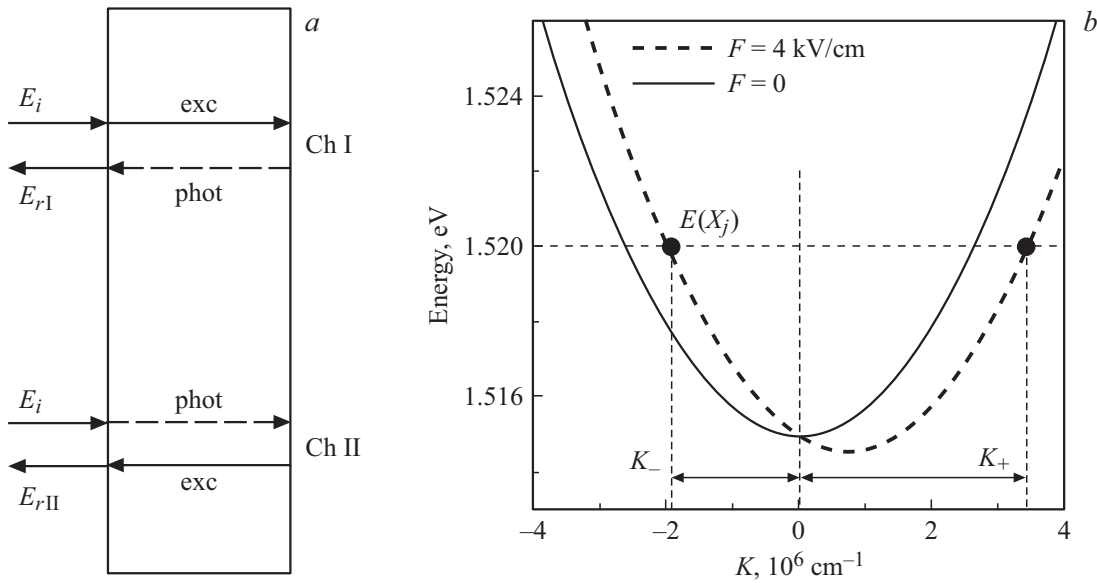 a
E_i
exc
Ch I
E_rI
phot
E_i
phot
Ch II
E_rII
exc
b
F = 4 kV/cm
F = 0
1.524
1.520
1.516
Energy, eV
E(X_j)
K_–
K_+
–4
–2
0
2
4
K, 10^6 cm^–1